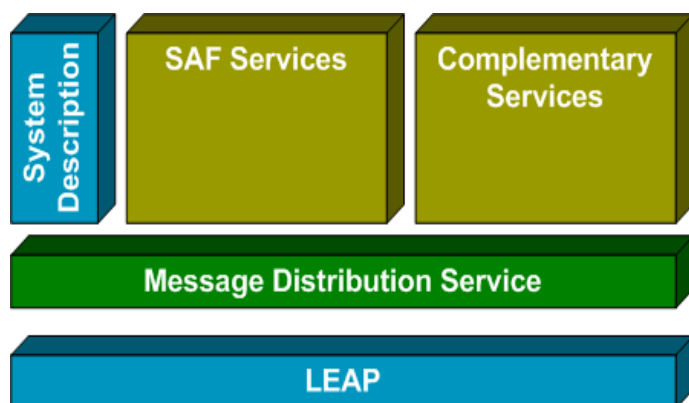 System
Description
SAF Services
Complementary
Services
Message Distribution Service
LEAP